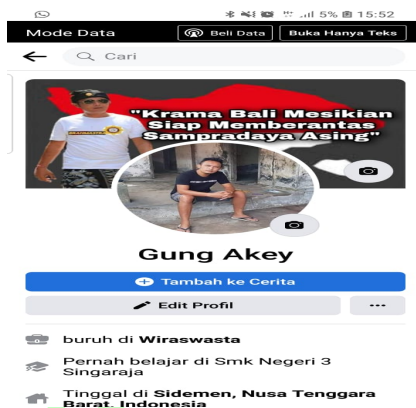 5% 15:52
Mode Data
Beli Data
Buka Hanya Teks
Cari
"Krama Bali Mesikian
Siap Memberantas
Sampradaya Asing"
Gung Akey
Tambah ke Cerita
Edit Profil
buruh di Wiraswasta
Pernah belajar di Smk Negeri 3
Singaraja
Tinggal di Sidemen, Nusa Tenggara
Barat, Indonesia